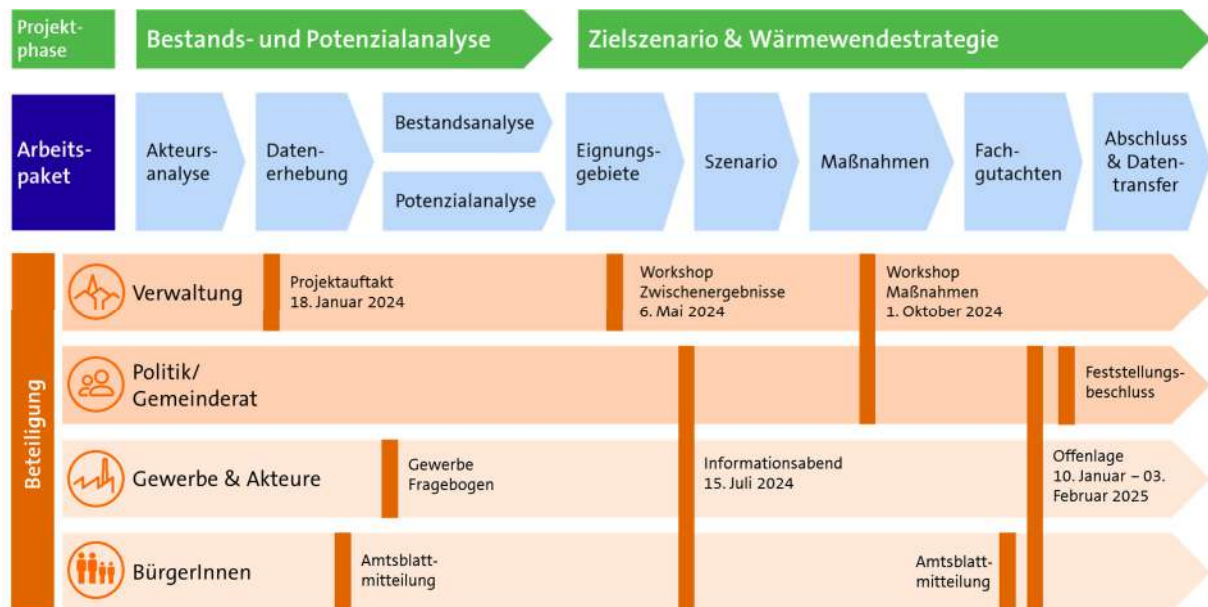 Projekt-
phase
Bestands- und Potenzialanalyse
Zielszenario & Wärmewendestrategie
Arbeits-
paket
Akteurs-
analyse
Daten-
erhebung
Bestandsanalyse
Potenzialanalyse
Eignungs-
gebiete
Szenario
Maßnahmen
Fach-
gutachten
Abschluss
& Daten-
transfer
Beteiligung
Verwaltung
Projektauftakt
18. Januar 2024
Workshop
Zwischenergebnisse
6. Mai 2024
Workshop
Maßnahmen
1. Oktober 2024
Politik/
Gemeinderat
Feststellungs-
beschluss
Gewerbe & Akteure
Gewerbe
Fragebogen
Informationsabend
15. Juli 2024
Offenlage
10. Januar – 03.
Februar 2025
BürgerInnen
Amtsblatt-
mitteilung
Amtsblatt-
mitteilung